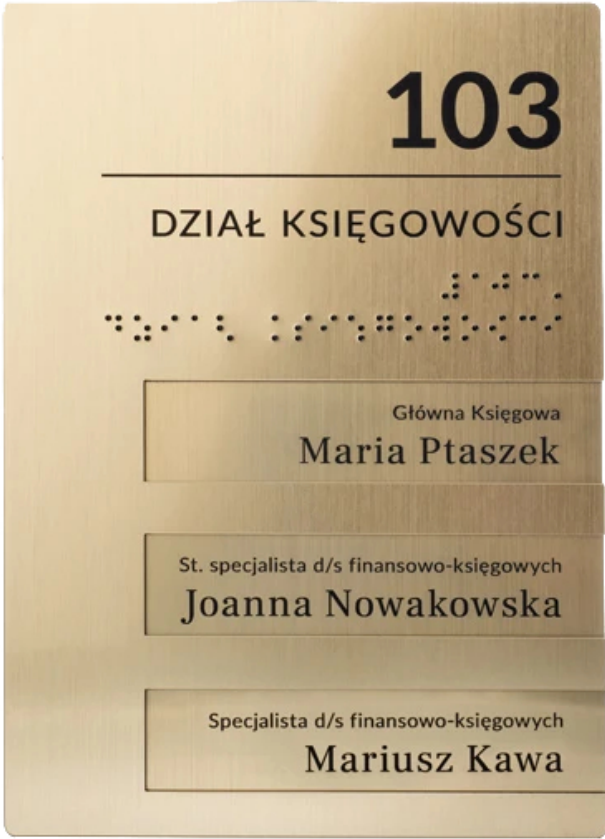 103
DZIAŁ KSIĘGOWOŚCI
Główna Księgowa
Maria Ptaszek
St. specjalista d/s finansowo-księgowych
Joanna Nowakowska
Specjalista d/s finansowo-księgowych
Mariusz Kawa